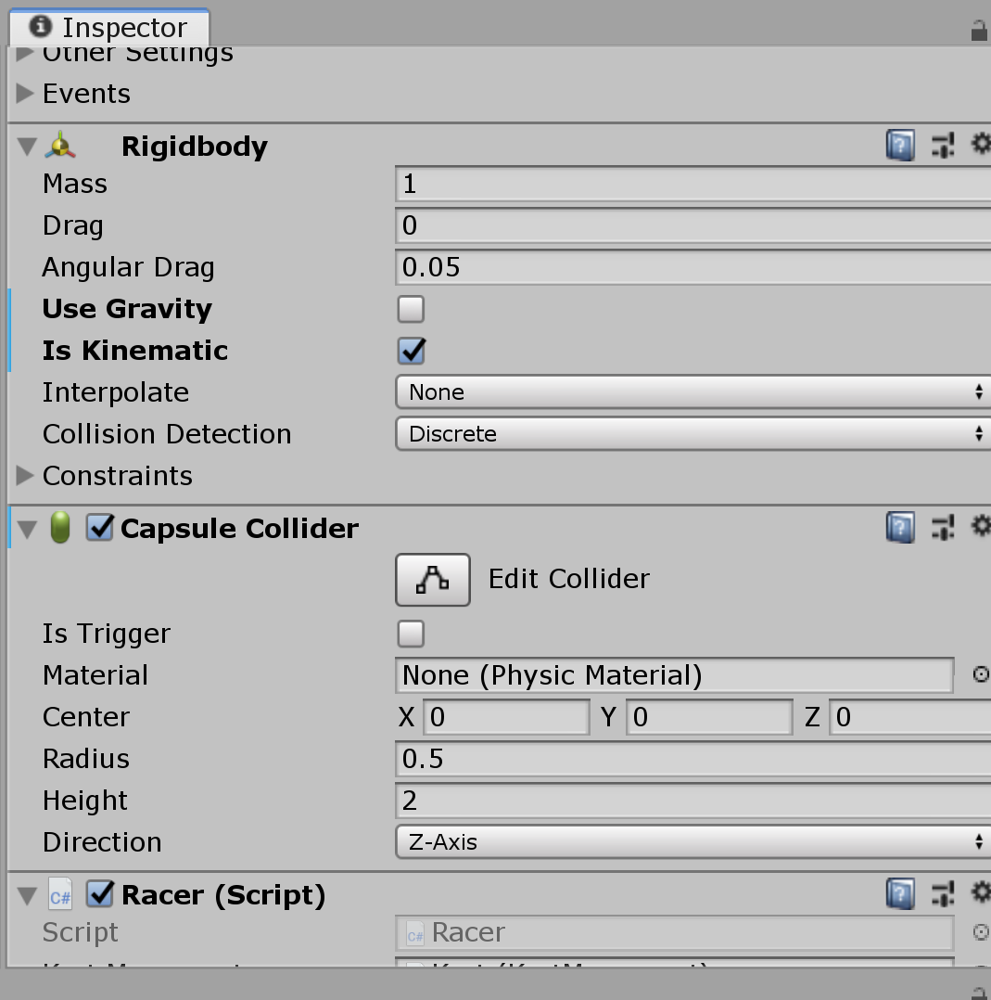 Inspector
Other Settings
Events
Rigidbody
Mass 1
Drag 0
Angular Drag 0.05
Use Gravity
Is Kinematic
Interpolate None
Collision Detection Discrete
Constraints
Capsule Collider
Edit Collider
Is Trigger
Material None (Physic Material)
Center X 0 Y 0 Z 0
Radius 0.5
Height 2
Direction Z-Axis
C# Racer (Script)
Script C# Racer